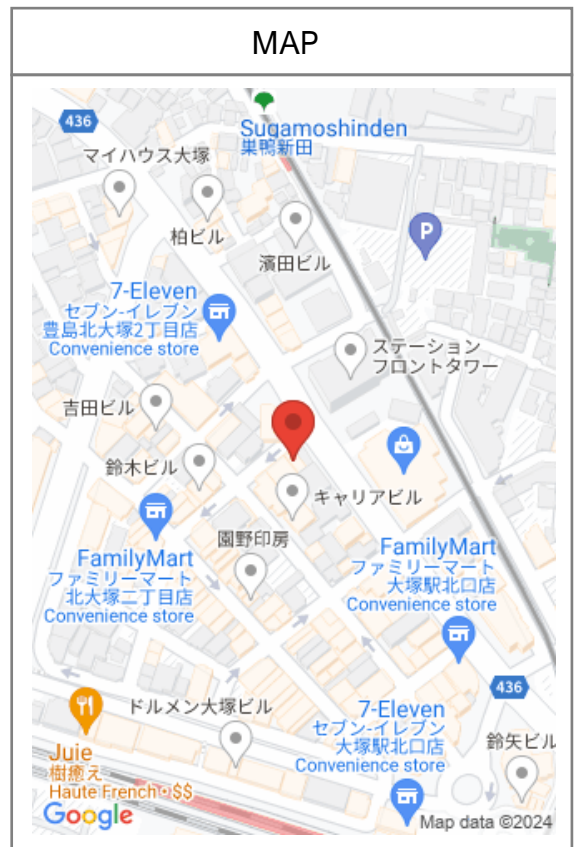 MAP
436
Sugamoshinden
巣鴨新田
マイハウス大塚
柏ビル
濱田ビル
P
7-Eleven
セブン-イレブン
豊島北大塚2丁目店
Convenience store
ステーション
フロントタワー
吉田ビル
鈴木ビル
キャリアビル
園野印房
FamilyMart
ファミリーマート
北大塚二丁目店
Convenience store
FamilyMart
ファミリーマート
大塚駅北口店
Convenience store
436
ドルメン大塚ビル
7-Eleven
セブン-イレブン
大塚駅北口店
Convenience store
鈴矢ビル
Juie
樹癒え
Haute French • $$
Google
Map data ©2024